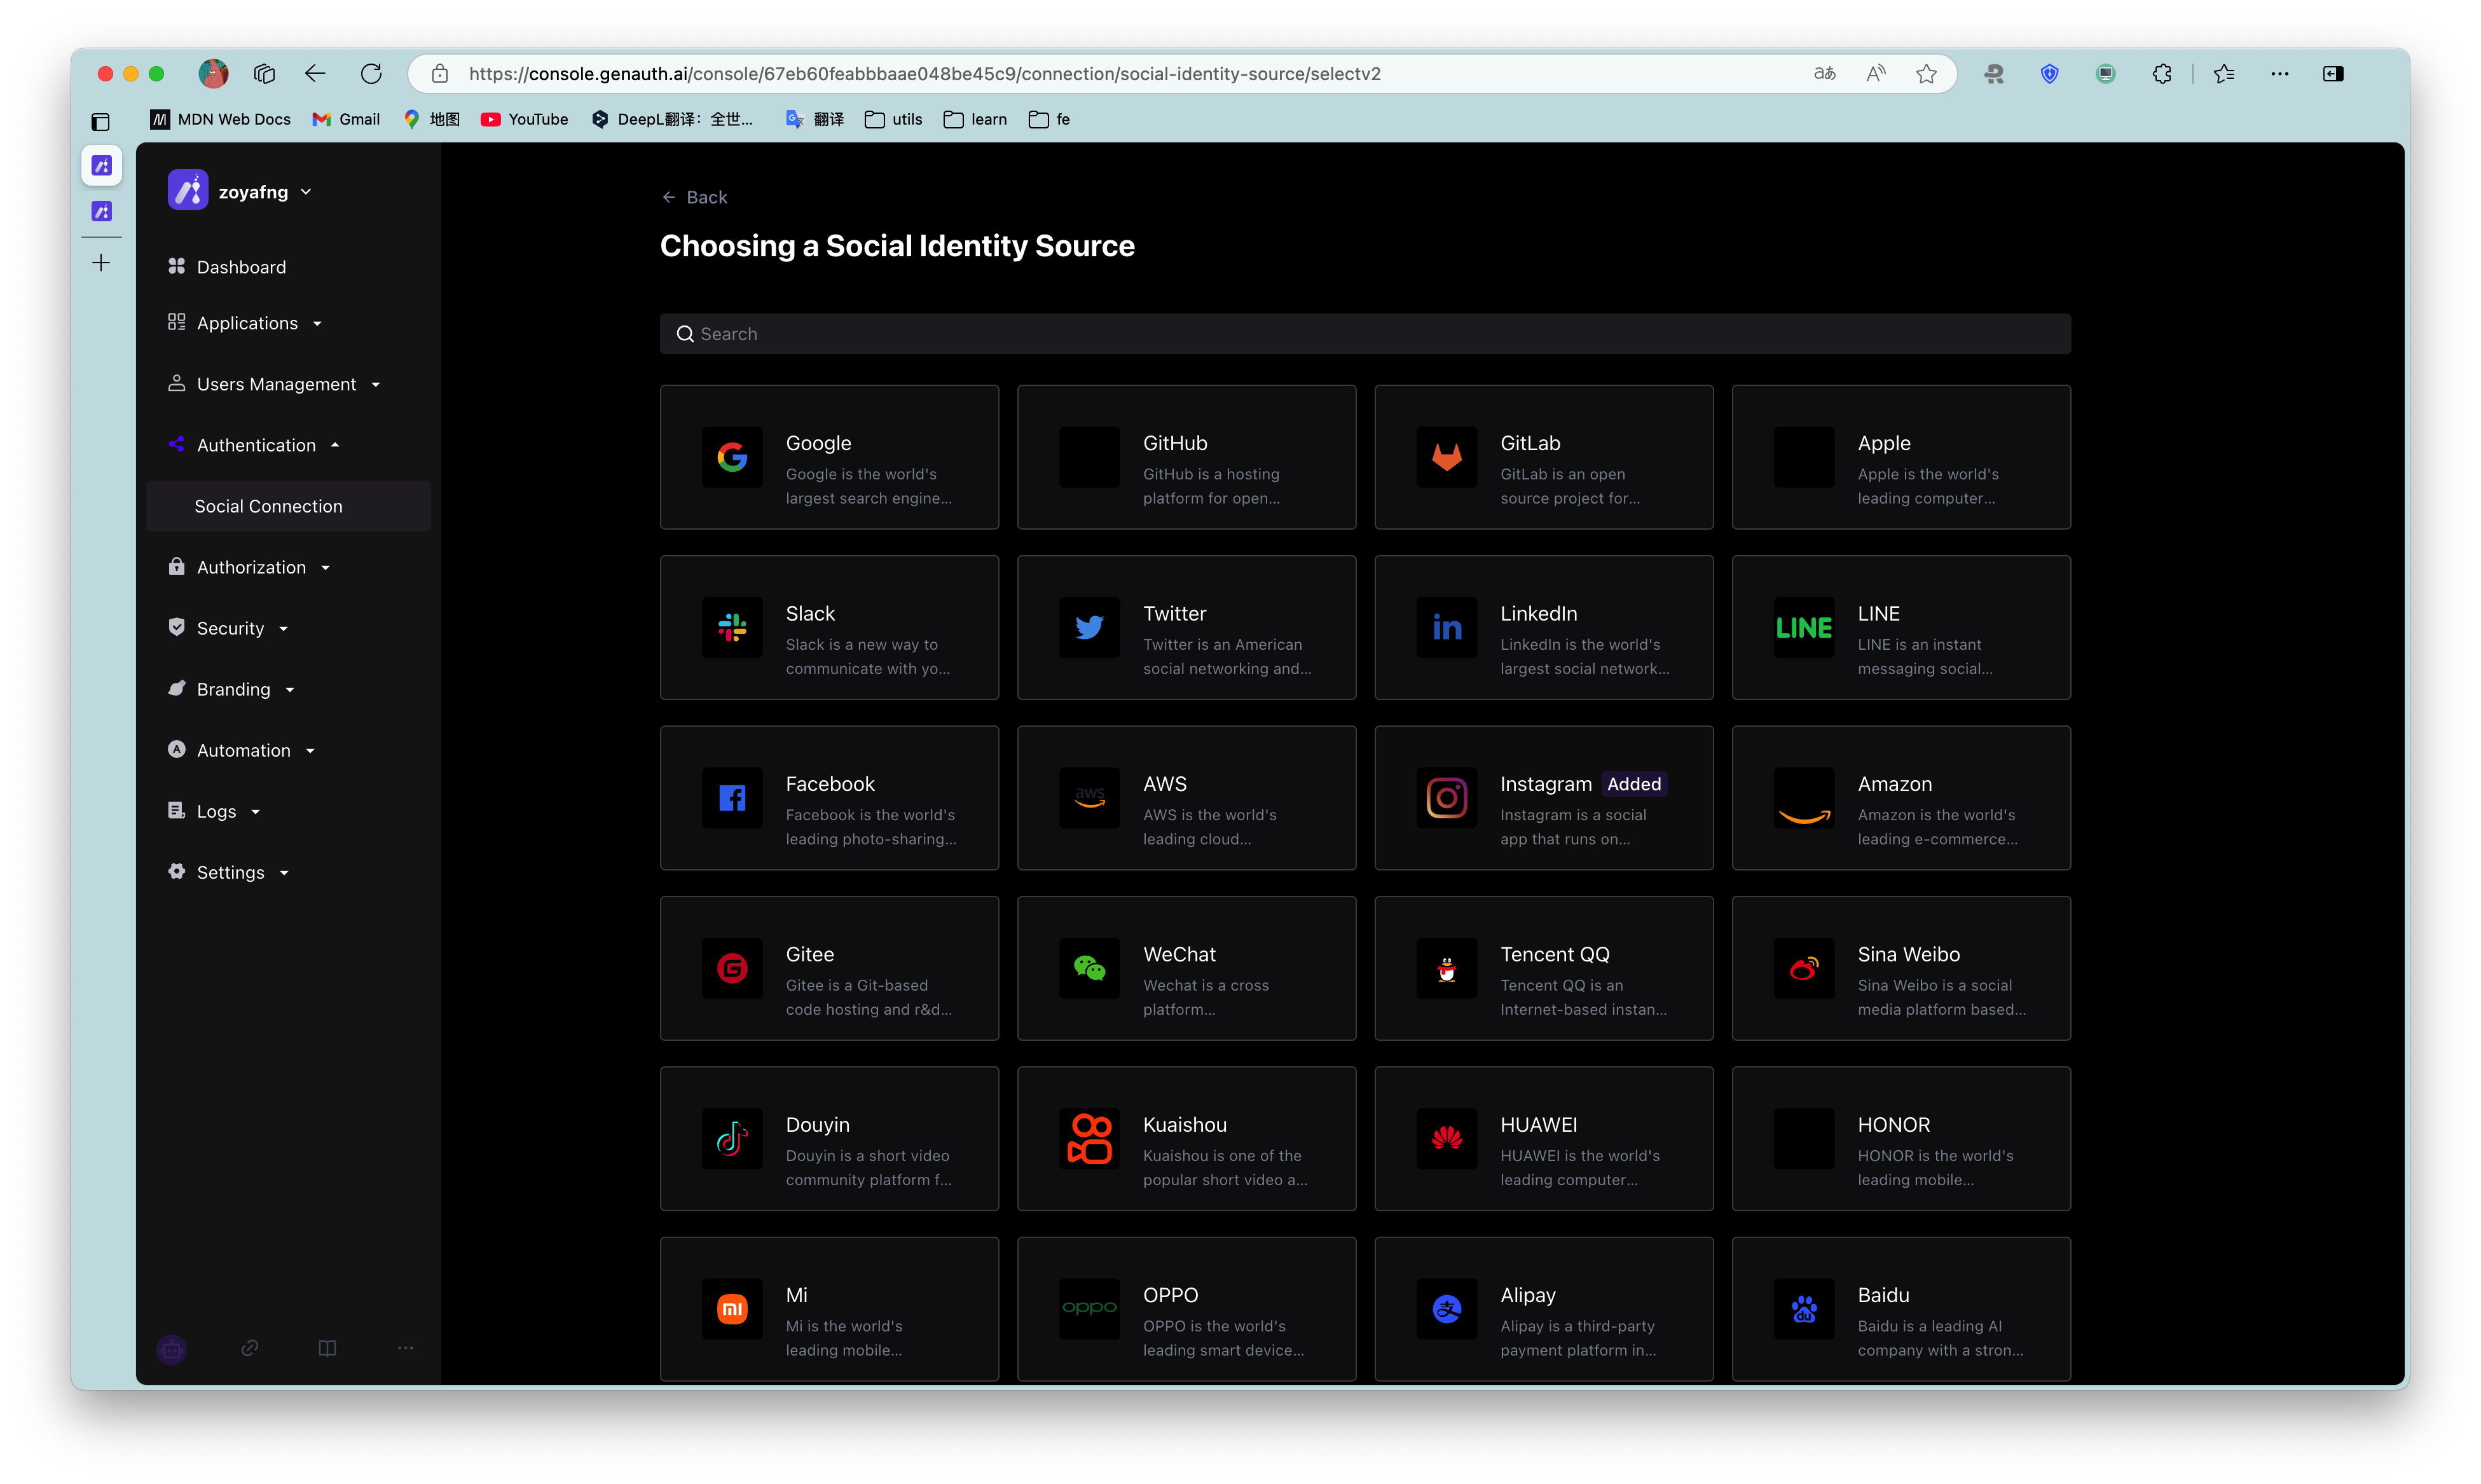 https://console.genauth.ai/console/67eb60feabbbaae048be45c9/connection/social-identity-source/selectv2
MDN Web Docs
Gmail
地图
YouTube
DeepL翻译：全世...
翻译
utils
learn
fe
zoyafng
Dashboard
Applications
Users Management
Authentication
Social Connection
Authorization
Security
Branding
Automation
Logs
Settings
Back
Choosing a Social Identity Source
Search
Google
Google is the world's
largest search engine...
GitHub
GitHub is a hosting
platform for open...
GitLab
GitLab is an open
source project for...
Apple
Apple is the world's
leading computer...
Slack
Slack is a new way to
communicate with yo...
Twitter
Twitter is an American
social networking and...
in
LinkedIn
LinkedIn is the world's
largest social network...
LINE
LINE
LINE is an instant
messaging social...
Facebook
Facebook is the world's
leading photo-sharing...
aws
AWS
AWS is the world's
leading cloud...
Instagram Added
Instagram is a social
app that runs on...
Amazon
Amazon is the world's
leading e-commerce...
Gitee
Gitee is a Git-based
code hosting and r&d...
WeChat
Wechat is a cross
platform...
Tencent QQ
Tencent QQ is an
Internet-based instan...
Sina Weibo
Sina Weibo is a social
media platform based...
Douyin
Douyin is a short video
community platform f...
Kuaishou
Kuaishou is one of the
popular short video a...
HUAWEI
HUAWEI is the world's
leading computer...
HONOR
HONOR is the world's
leading mobile...
mi
Mi
Mi is the world's
leading mobile...
oppo
OPPO
OPPO is the world's
leading smart device...
支
Alipay
Alipay is a third-party
payment platform in...
du
Baidu
Baidu is a leading AI
company with a stron...